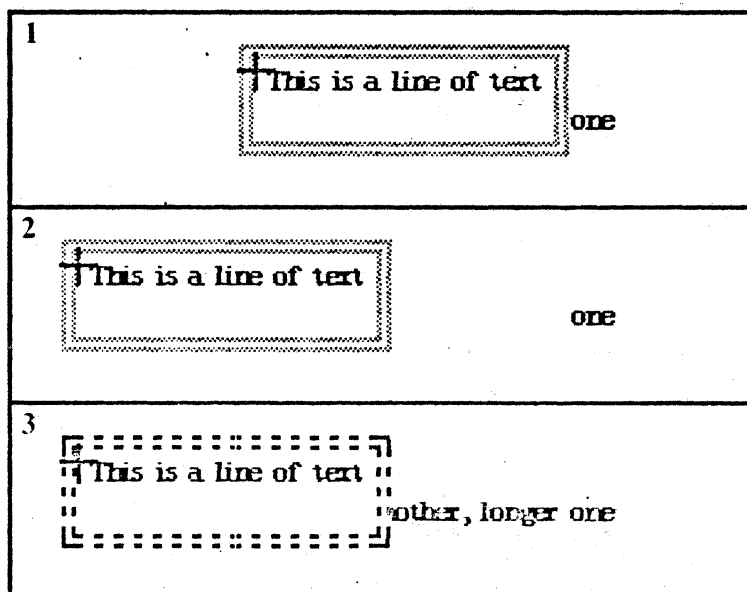 1
This is a line of text
one
2
This is a line of text
one
3
This is a line of text
other, longer one